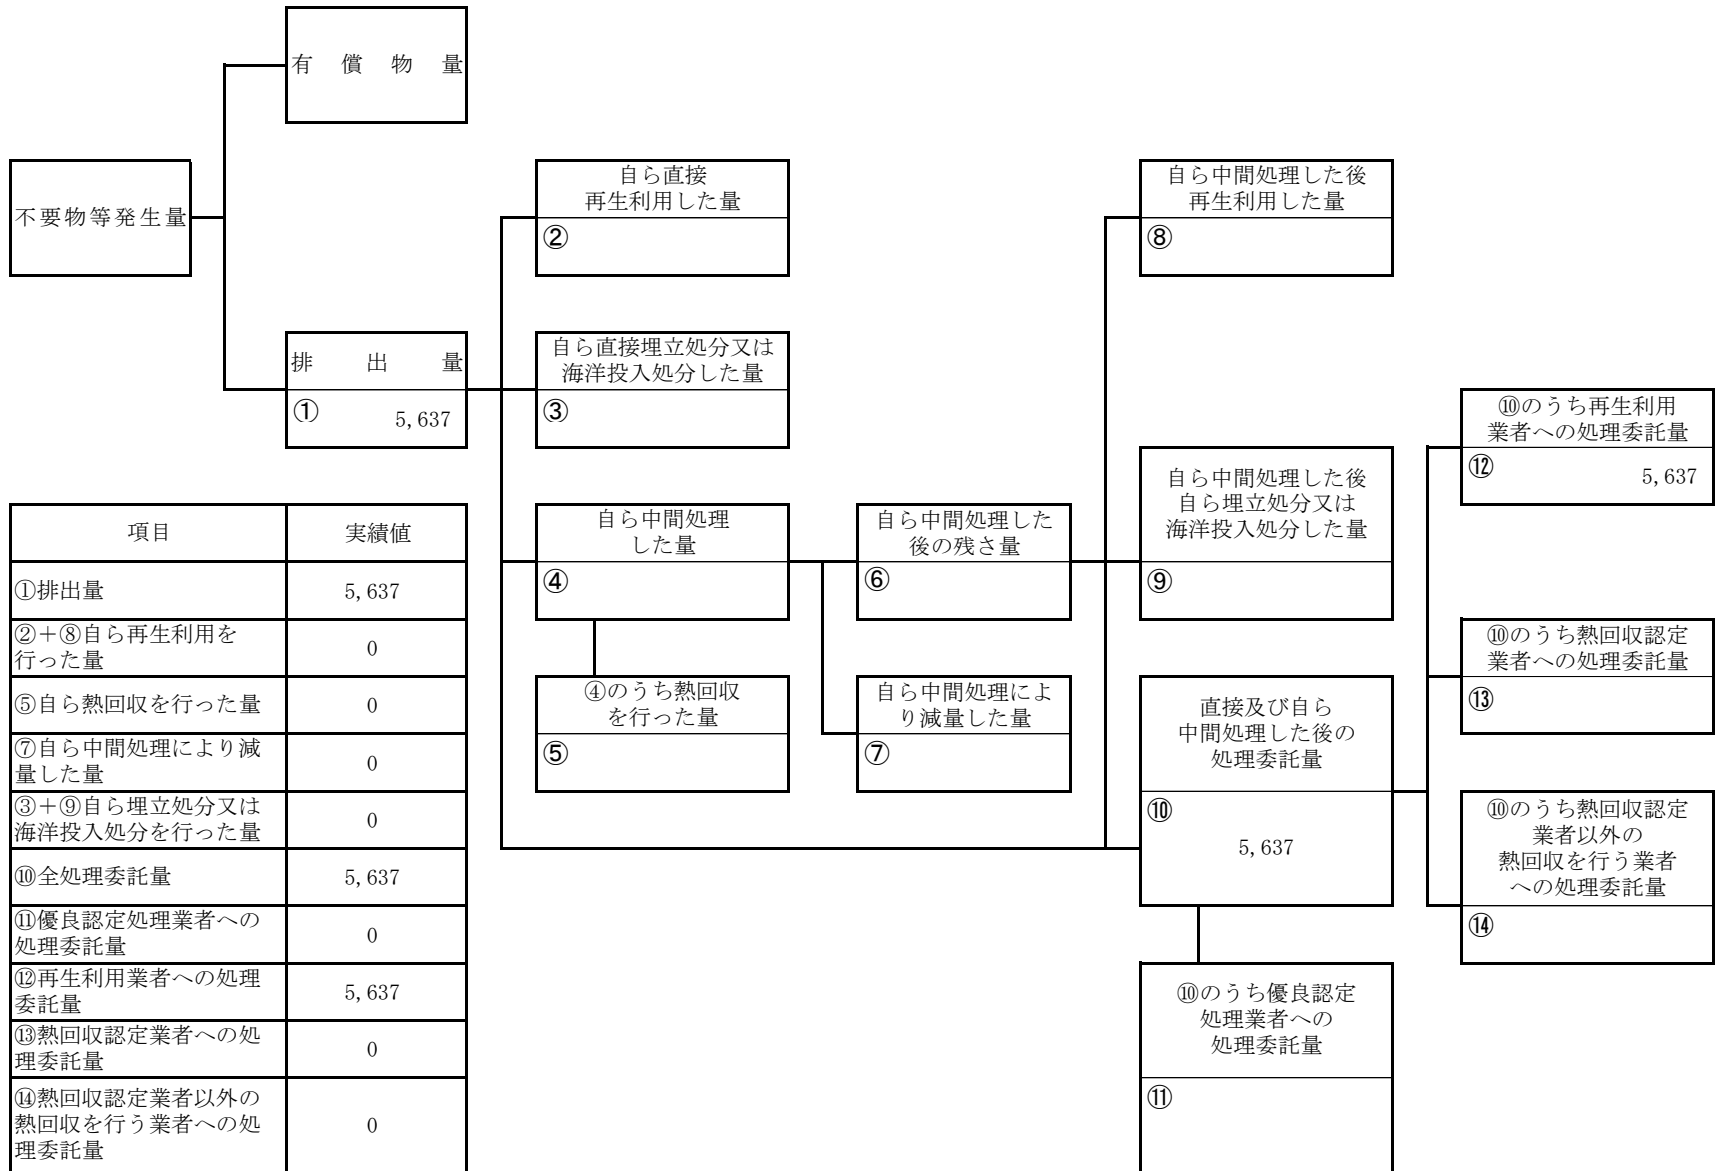 有償物量
不要物等発生量
自ら直接
再生利用した量
②
自ら中間処理した後
再生利用した量
⑧
排出量
① 5,637
自ら直接埋立処分又は
海洋投入処分した量
③
⑩のうち再生利用
業者への処理委託量
⑫ 5,637
自ら中間処理
した量
④
自ら中間処理した
後の残さ量
⑥
自ら中間処理した後
自ら埋立処分又は
海洋投入処分した量
⑨
⑩のうち熱回収認定
業者への処理委託量
⑬
④のうち熱回収
を行った量
⑤
自ら中間処理によ
り減量した量
⑦
直接及び自ら
中間処理した後の
処理委託量
⑩
5,637
⑩のうち熱回収認定
業者以外の
熱回収を行う業者
への処理委託量
⑭
⑩のうち優良認定
処理業者への
処理委託量
⑪
項目 実績値
①排出量 5,637
②+⑧自ら再生利用を
行った量 0
⑤自ら熱回収を行った量 0
⑦自ら中間処理により減
量した量 0
③+⑨自ら埋立処分又は
海洋投入処分を行った量 0
⑩全処理委託量 5,637
⑪優良認定処理業者への
処理委託量 0
⑫再生利用業者への処理
委託量 5,637
⑬熱回収認定業者への処
理委託量 0
⑭熱回収認定業者以外の
熱回収を行う業者への処
理委託量 0